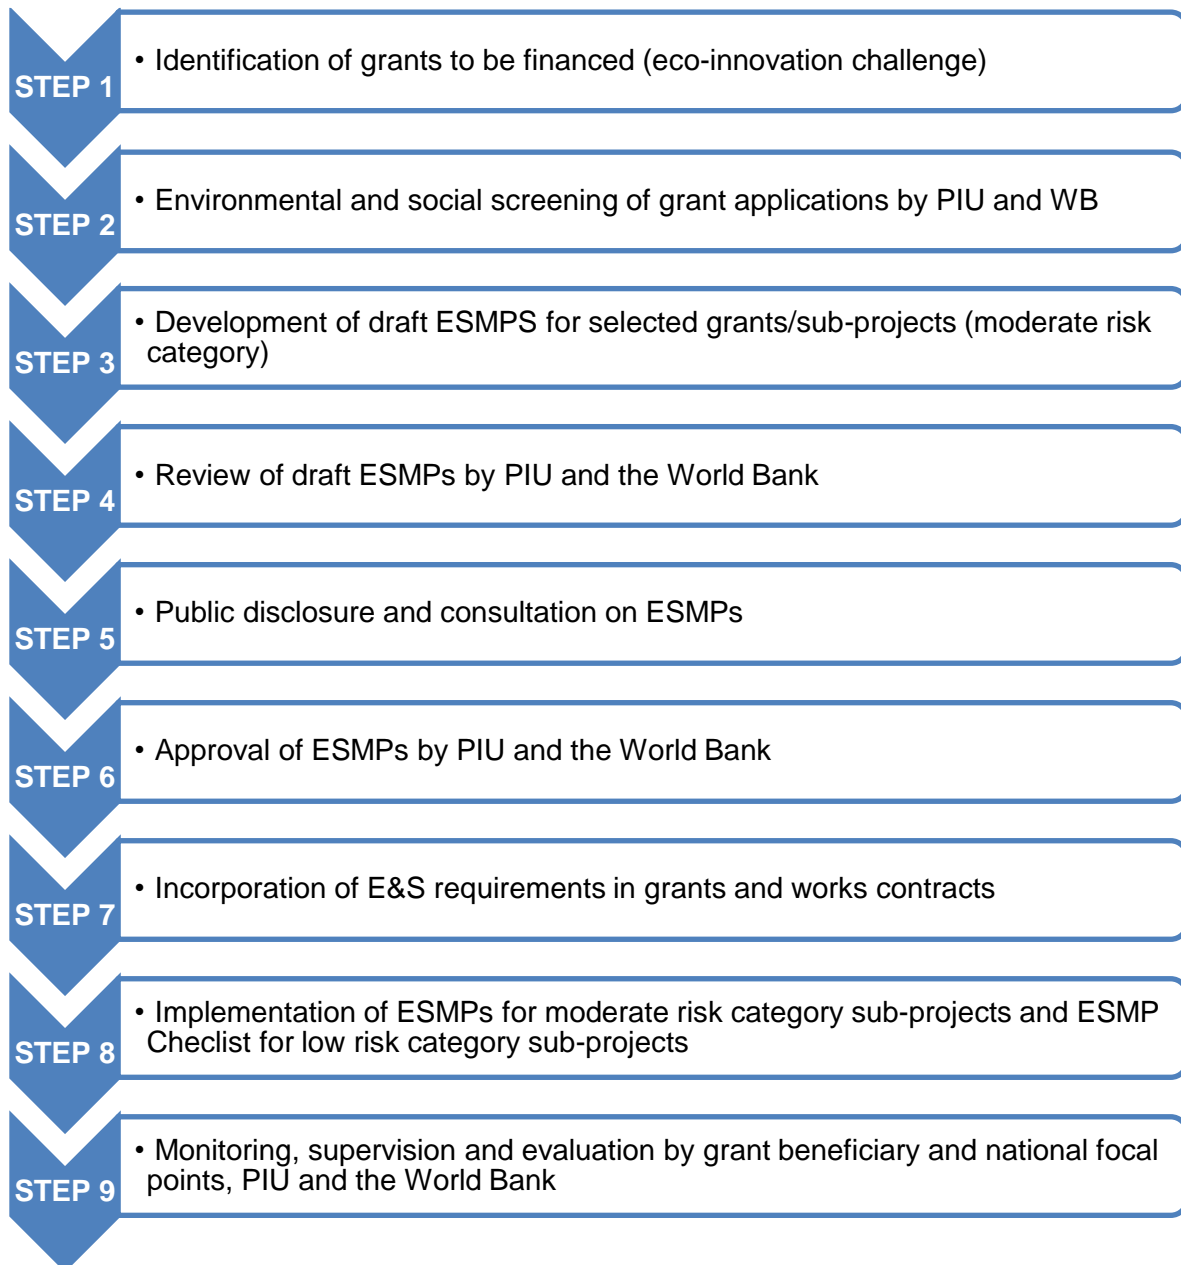 STEP 1
• Identification of grants to be financed (eco-innovation challenge)
STEP 2
• Environmental and social screening of grant applications by PIU and WB
STEP 3
• Development of draft ESMPS for selected grants/sub-projects (moderate risk
category)
STEP 4
• Review of draft ESMPs by PIU and the World Bank
STEP 5
• Public disclosure and consultation on ESMPs
STEP 6
• Approval of ESMPs by PIU and the World Bank
STEP 7
• Incorporation of E&S requirements in grants and works contracts
STEP 8
• Implementation of ESMPs for moderate risk category sub-projects and ESMP
Checlist for low risk category sub-projects
STEP 9
• Monitoring, supervision and evaluation by grant beneficiary and national focal
points, PIU and the World Bank